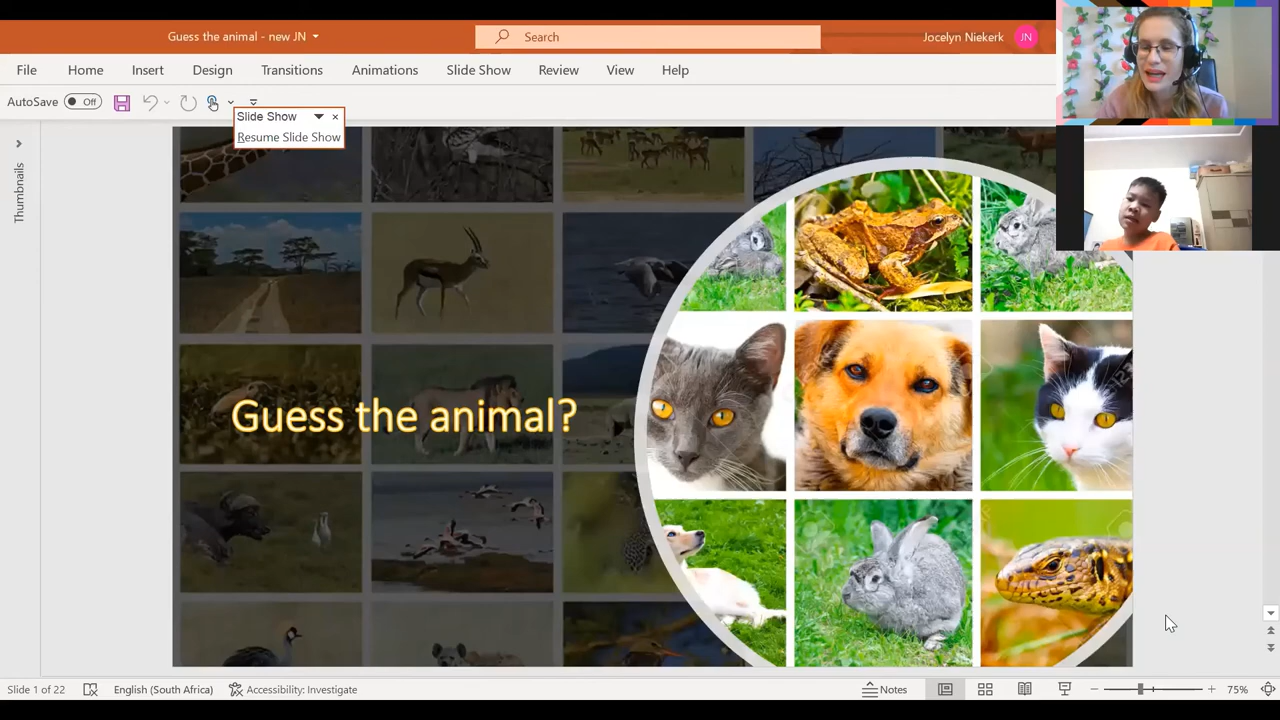 Guess the animal - new JN
Search
Jocelyn Niekerk
JN
File
Home
Insert
Design
Transitions
Animations
Slide Show
Review
View
Help
AutoSave
Off
Slide Show
Resume Slide Show
Thumbnails
Guess the animal?
Slide 1 of 22
English (South Africa)
Accessibility: Investigate
Notes
75%